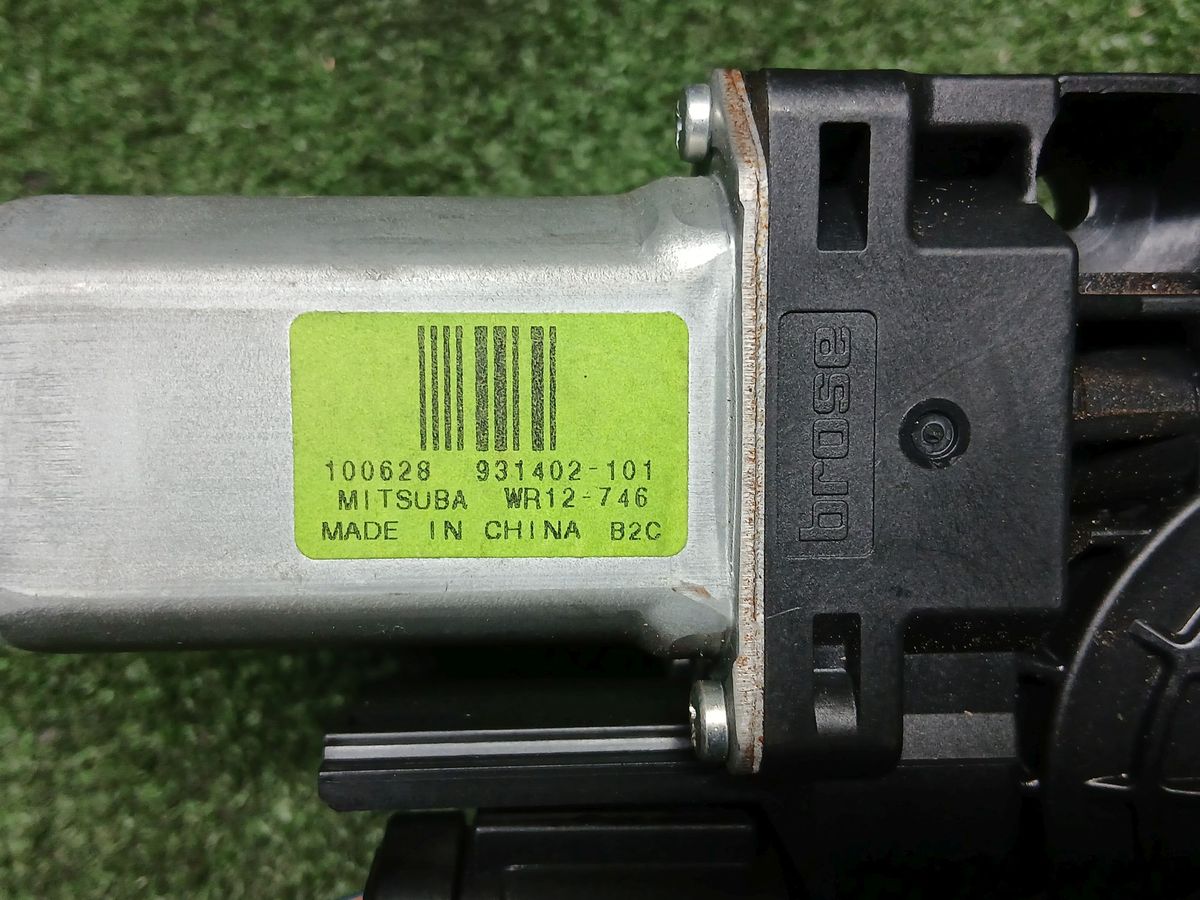 100628 931402-101
MITSUBA WR12-746
MADE IN CHINA B2C
brose